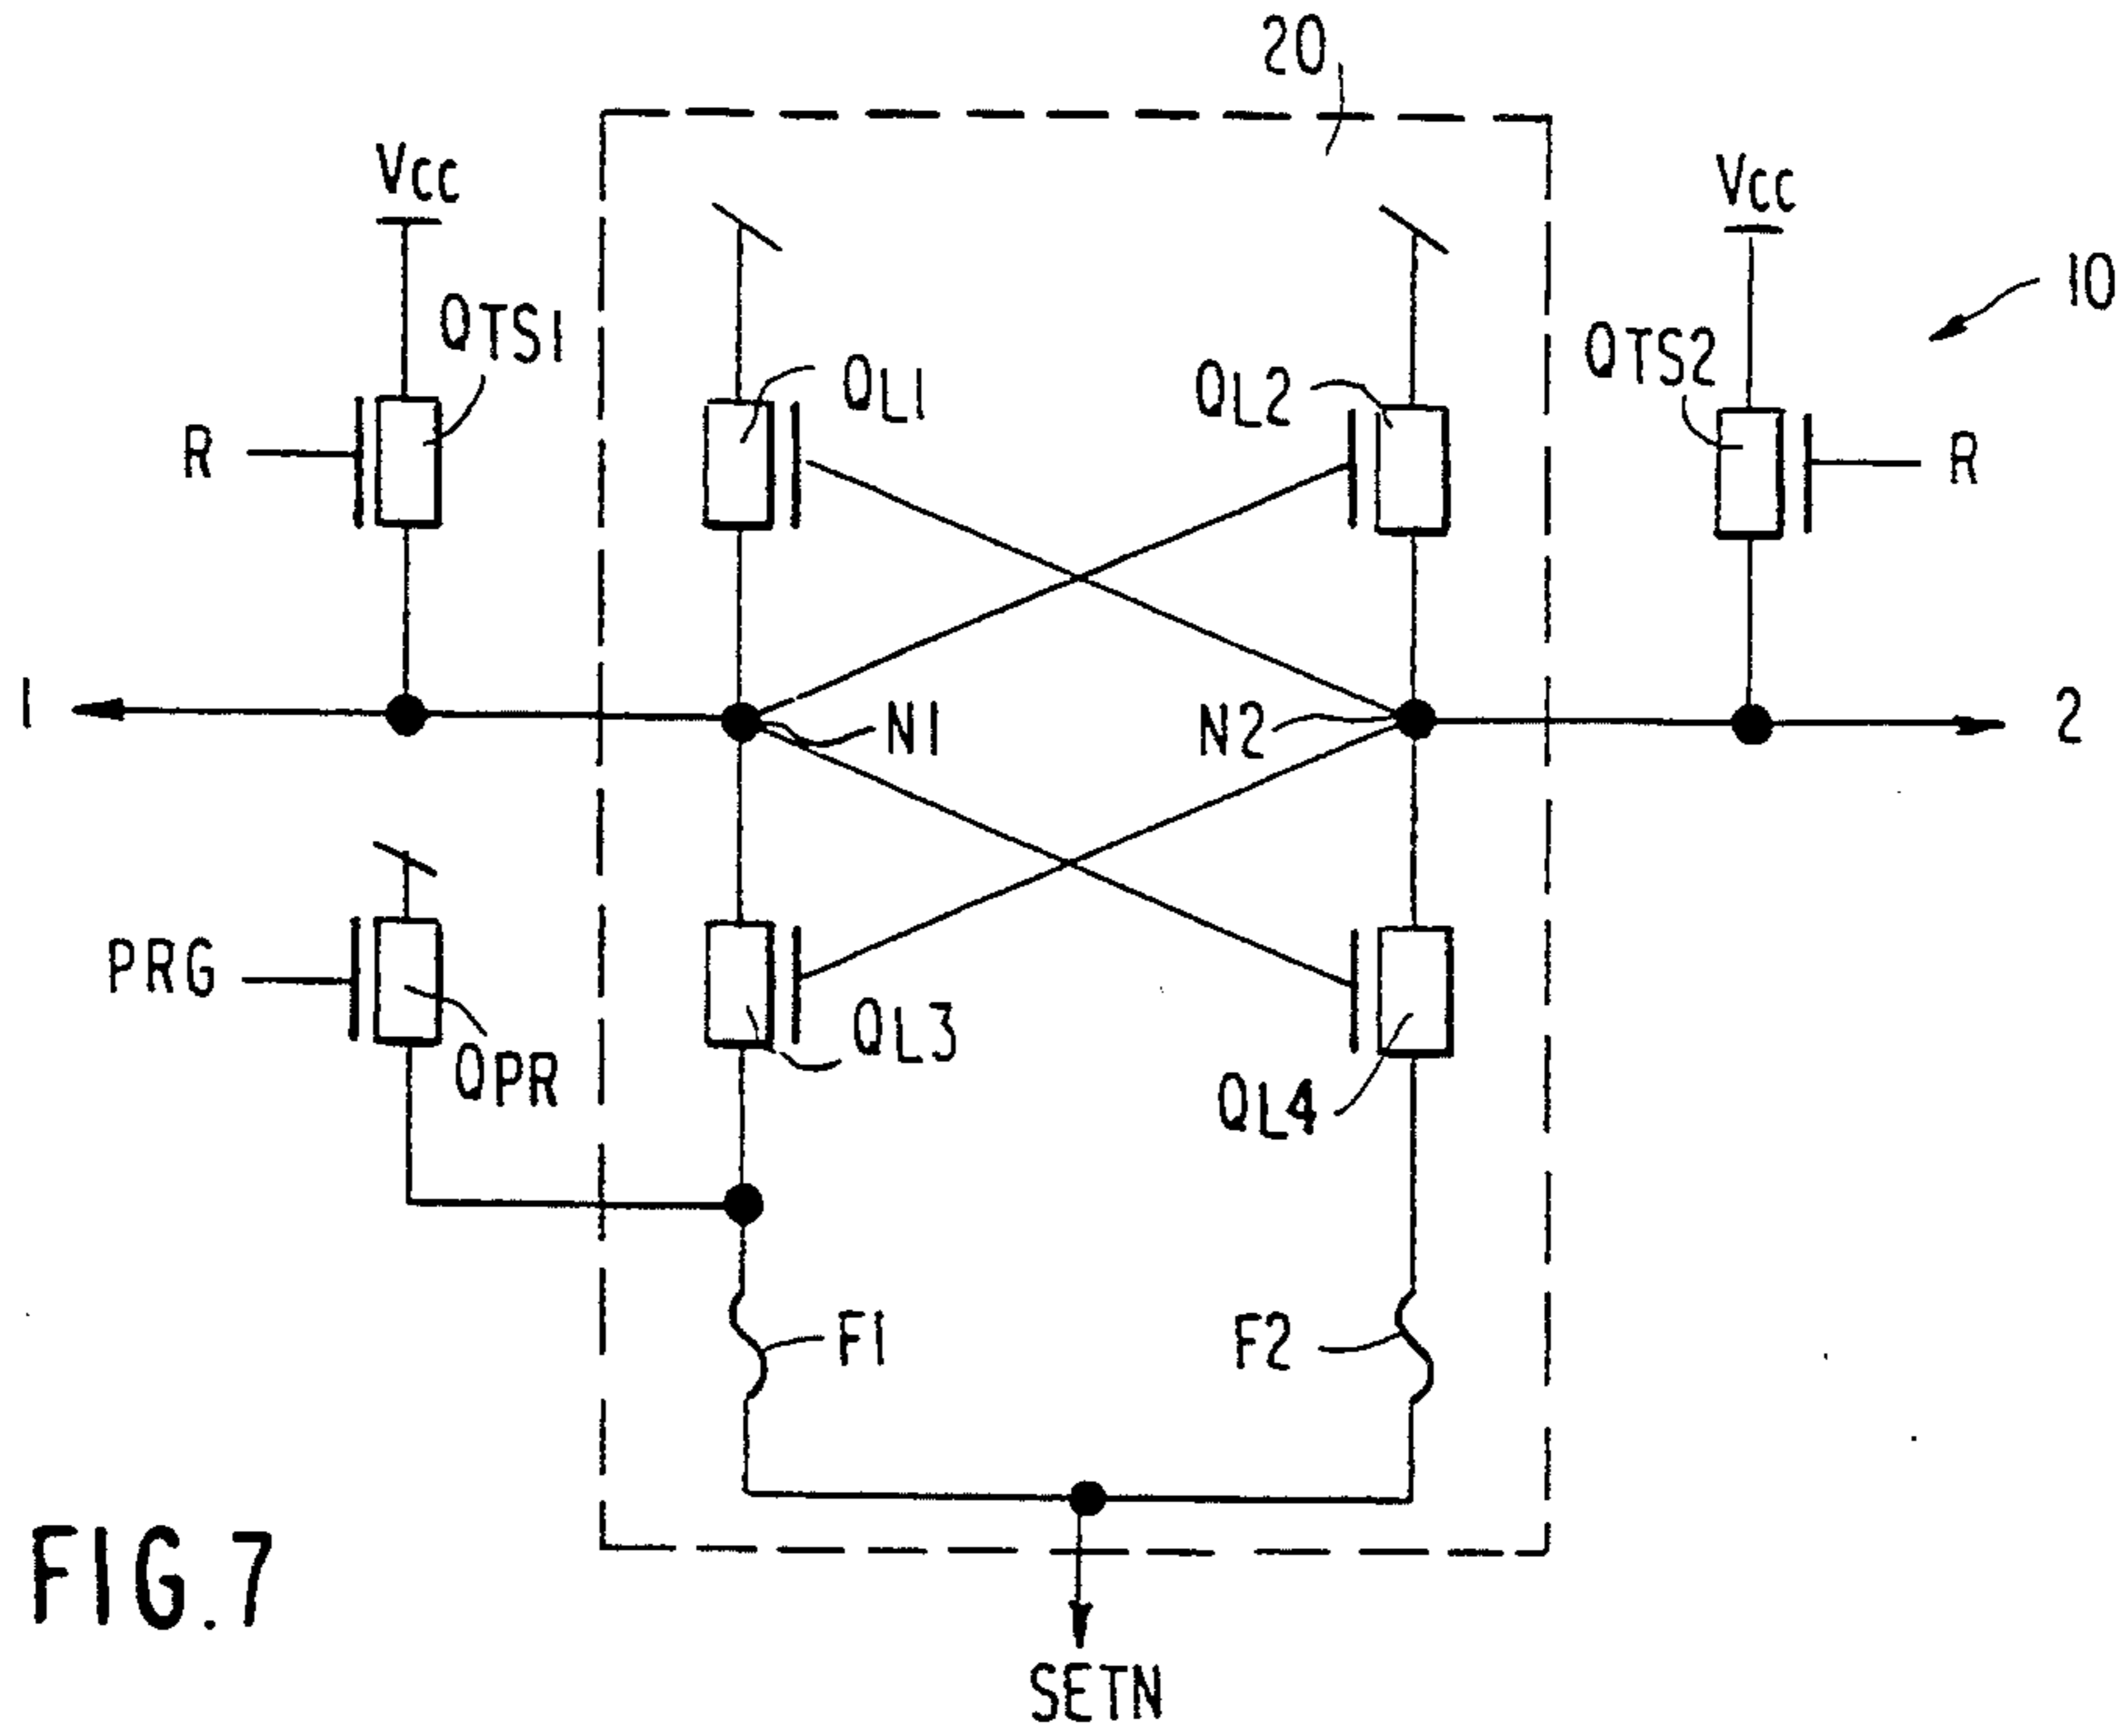 20
Vcc
Vcc
10
QTS1
QL1
QL2
QTS2
R
R
1
N1
N2
2
PRG
QPR
QL3
QL4
F1
F2
FIG.7
SETN